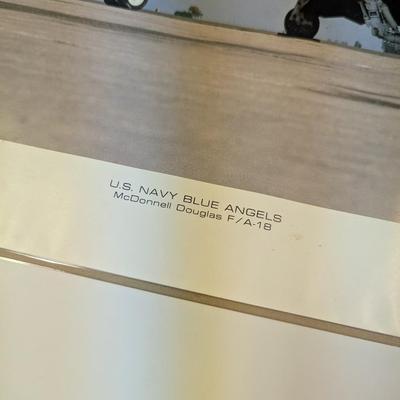 U.S. NAVY BLUE ANGELS
McDonnell Douglas F/A-18